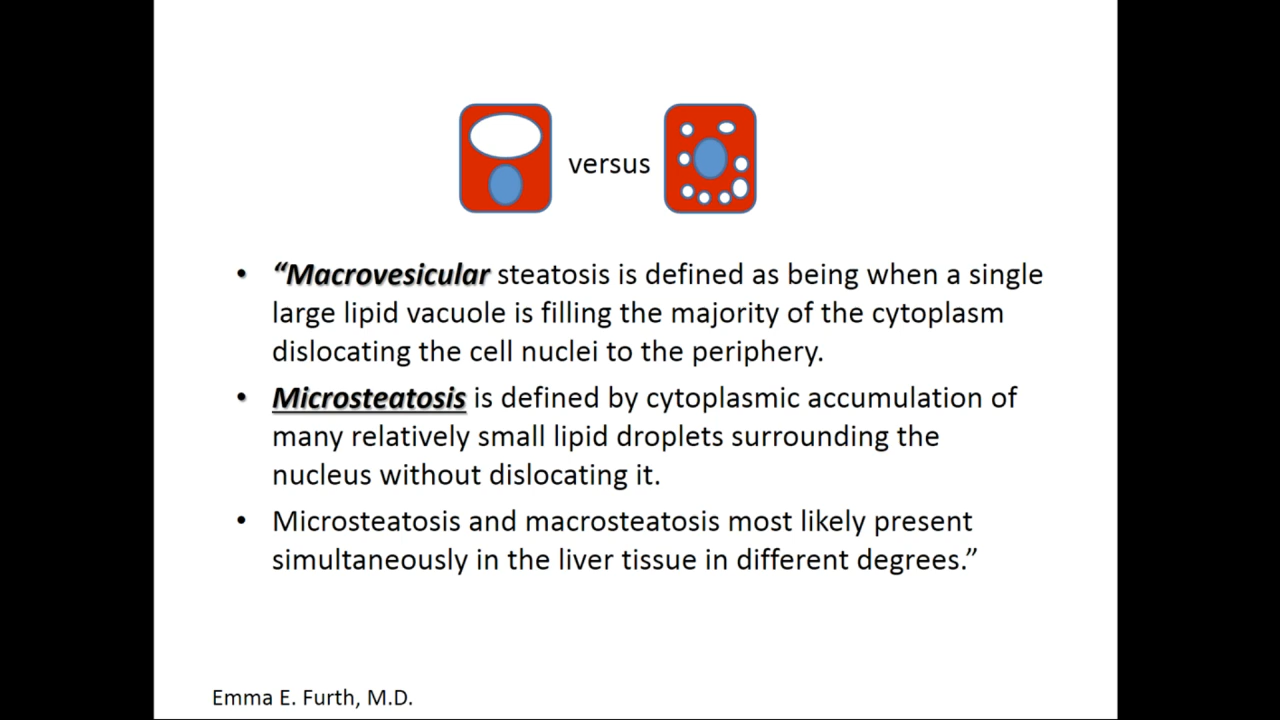 versus
• “Macrovesicular steatosis is defined as being when a single
large lipid vacuole is filling the majority of the cytoplasm
dislocating the cell nuclei to the periphery.
• Microsteatosis is defined by cytoplasmic accumulation of
many relatively small lipid droplets surrounding the
nucleus without dislocating it.
• Microsteatosis and macrosteatosis most likely present
simultaneously in the liver tissue in different degrees.”
Emma E. Furth, M.D.